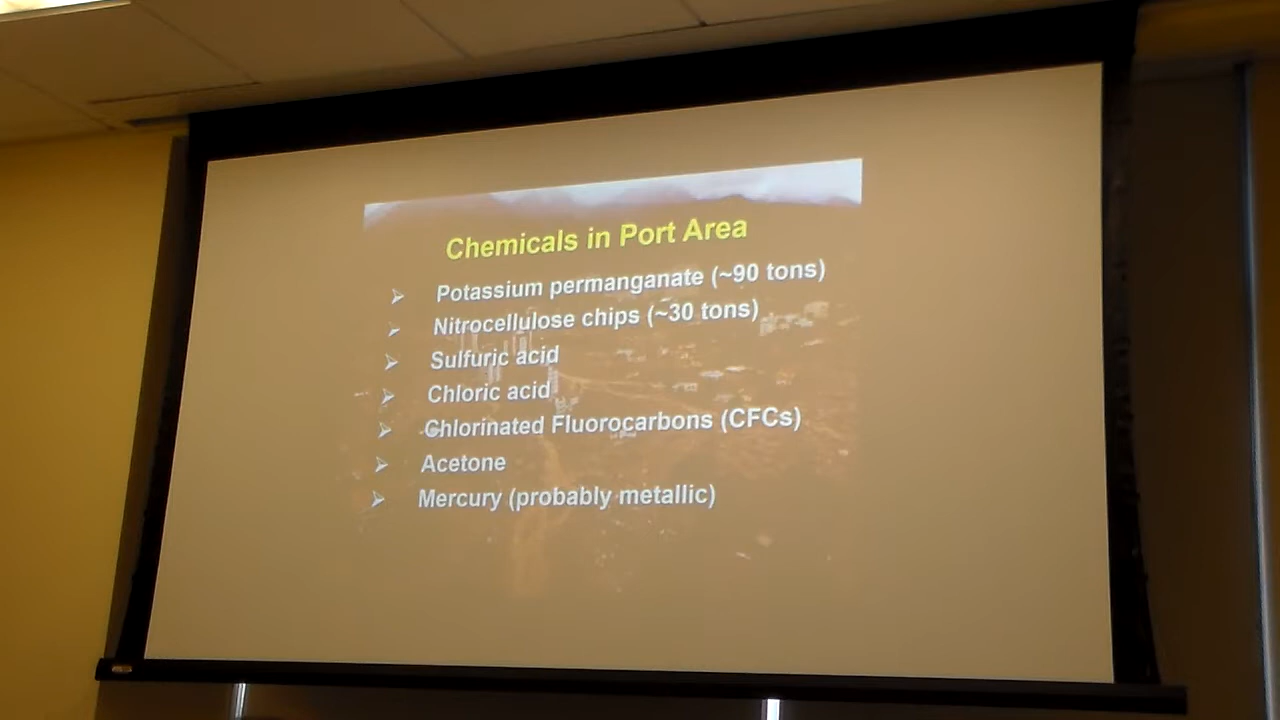 Chemicals in Port Area
Potassium permanganate (~90 tons)
Nitrocellulose chips (~30 tons)
Sulfuric acid
Chloric acid
Chlorinated Fluorocarbons (CFCs)
Acetone
Mercury (probably metallic)